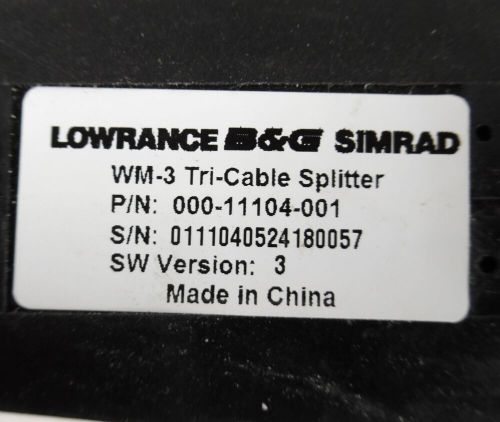 LOWRANCE B&G SIMRAD
WM-3 Tri-Cable Splitter
P/N: 000-11104-001
S/N: 0111040524180057
SW Version: 3
Made in China